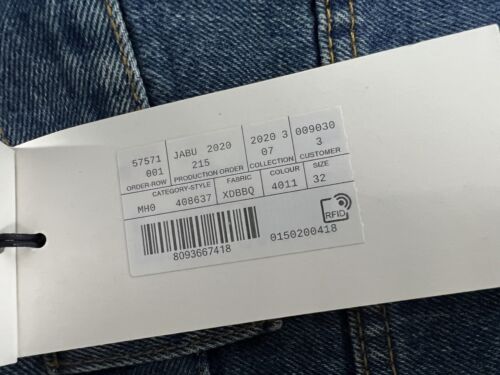 57571 JABU 2020 2020 3 009030
001 215 07 3
ORDER-ROW PRODUCTION ORDER COLLECTION CUSTOMER
CATEGORY-STYLE FABRIC COLOUR SIZE
MH0 408637 XDBBQ 4011 32
8093667418 0150200418
RFID